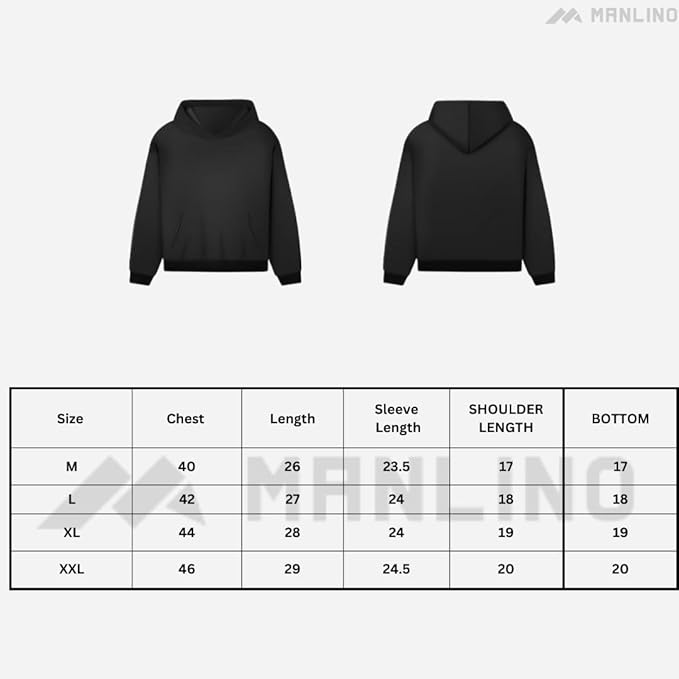 MANLINO
Size Chest Length Sleeve Length SHOULDER LENGTH BOTTOM
M 40 26 23.5 17 17
L 42 27 24 18 18
XL 44 28 24 19 19
XXL 46 29 24.5 20 20
MANLINO